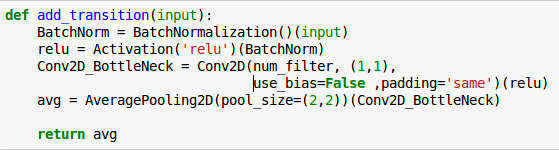 def add_transition(input):
    BatchNorm = BatchNormalization()(input)
    relu = Activation('relu')(BatchNorm)
    Conv2D_BottleNeck = Conv2D(num_filter, (1,1),
                               use_bias=False ,padding='same')(relu)
    avg = AveragePooling2D(pool_size=(2,2))(Conv2D_BottleNeck)

    return avg